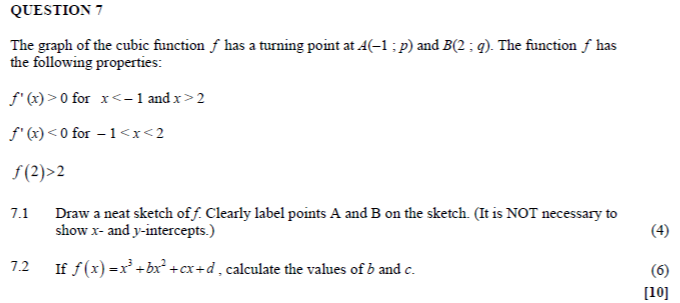 QUESTION 7
The graph of the cubic function f has a turning point at A(–1 ; p) and B(2 ; q). The function f has
the following properties:
f'(x) > 0 for x < – 1 and x > 2
f'(x) < 0 for – 1 < x < 2
f(2)>2
7.1 Draw a neat sketch of f. Clearly label points A and B on the sketch. (It is NOT necessary to
show x- and y-intercepts.) (4)
7.2 If f(x) = x³ + bx² + cx + d , calculate the values of b and c. (6)
[10]